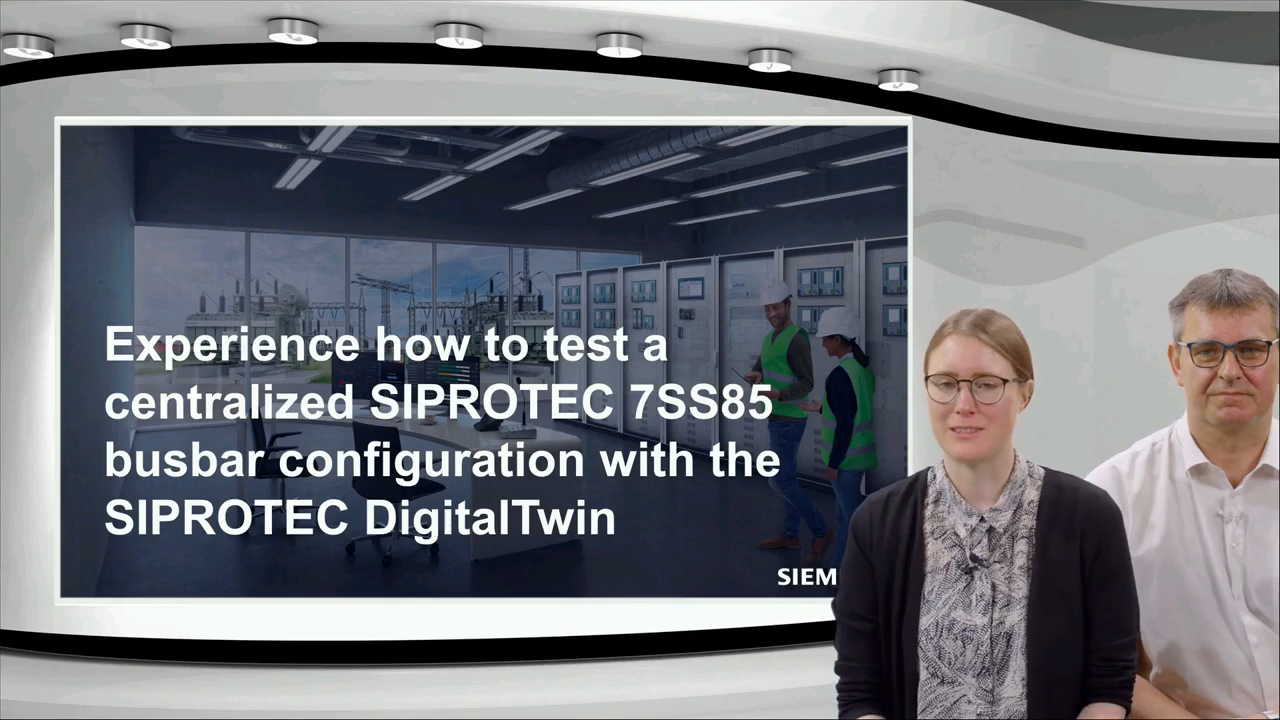 Experience how to test a
centralized SIPROTEC 7SS85
busbar configuration with the
SIPROTEC DigitalTwin
SIEM